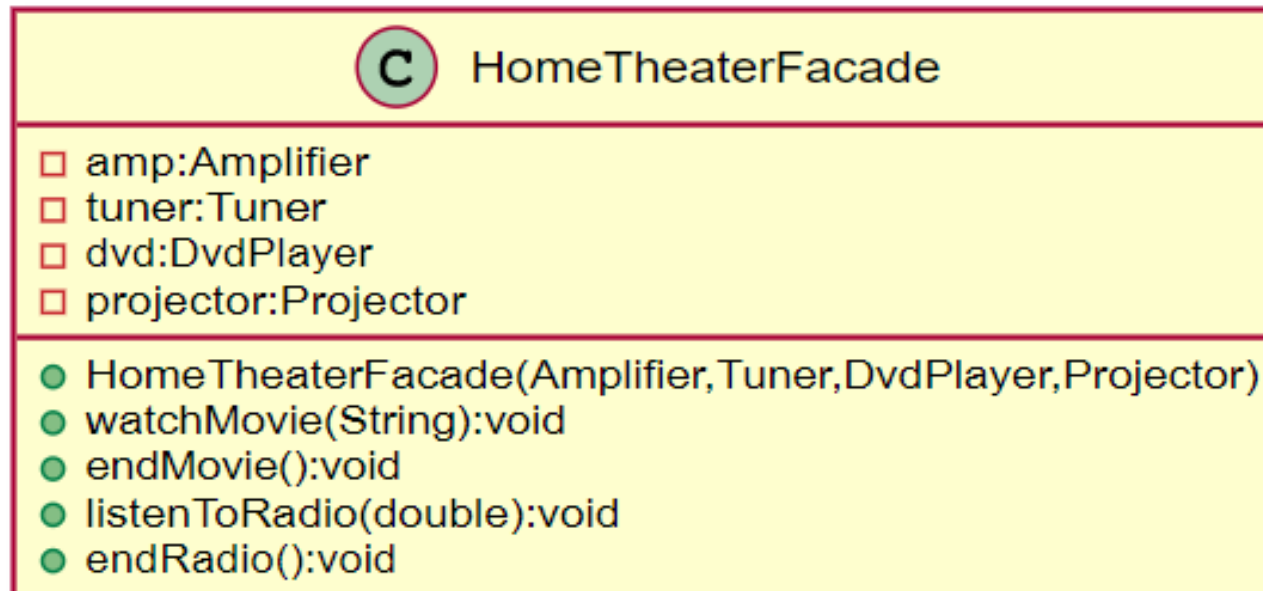 C HomeTheaterFacade
amp:Amplifier
tuner:Tuner
dvd:DvdPlayer
projector:Projector
HomeTheaterFacade(Amplifier,Tuner,DvdPlayer,Projector)
watchMovie(String):void
endMovie():void
listenToRadio(double):void
endRadio():void